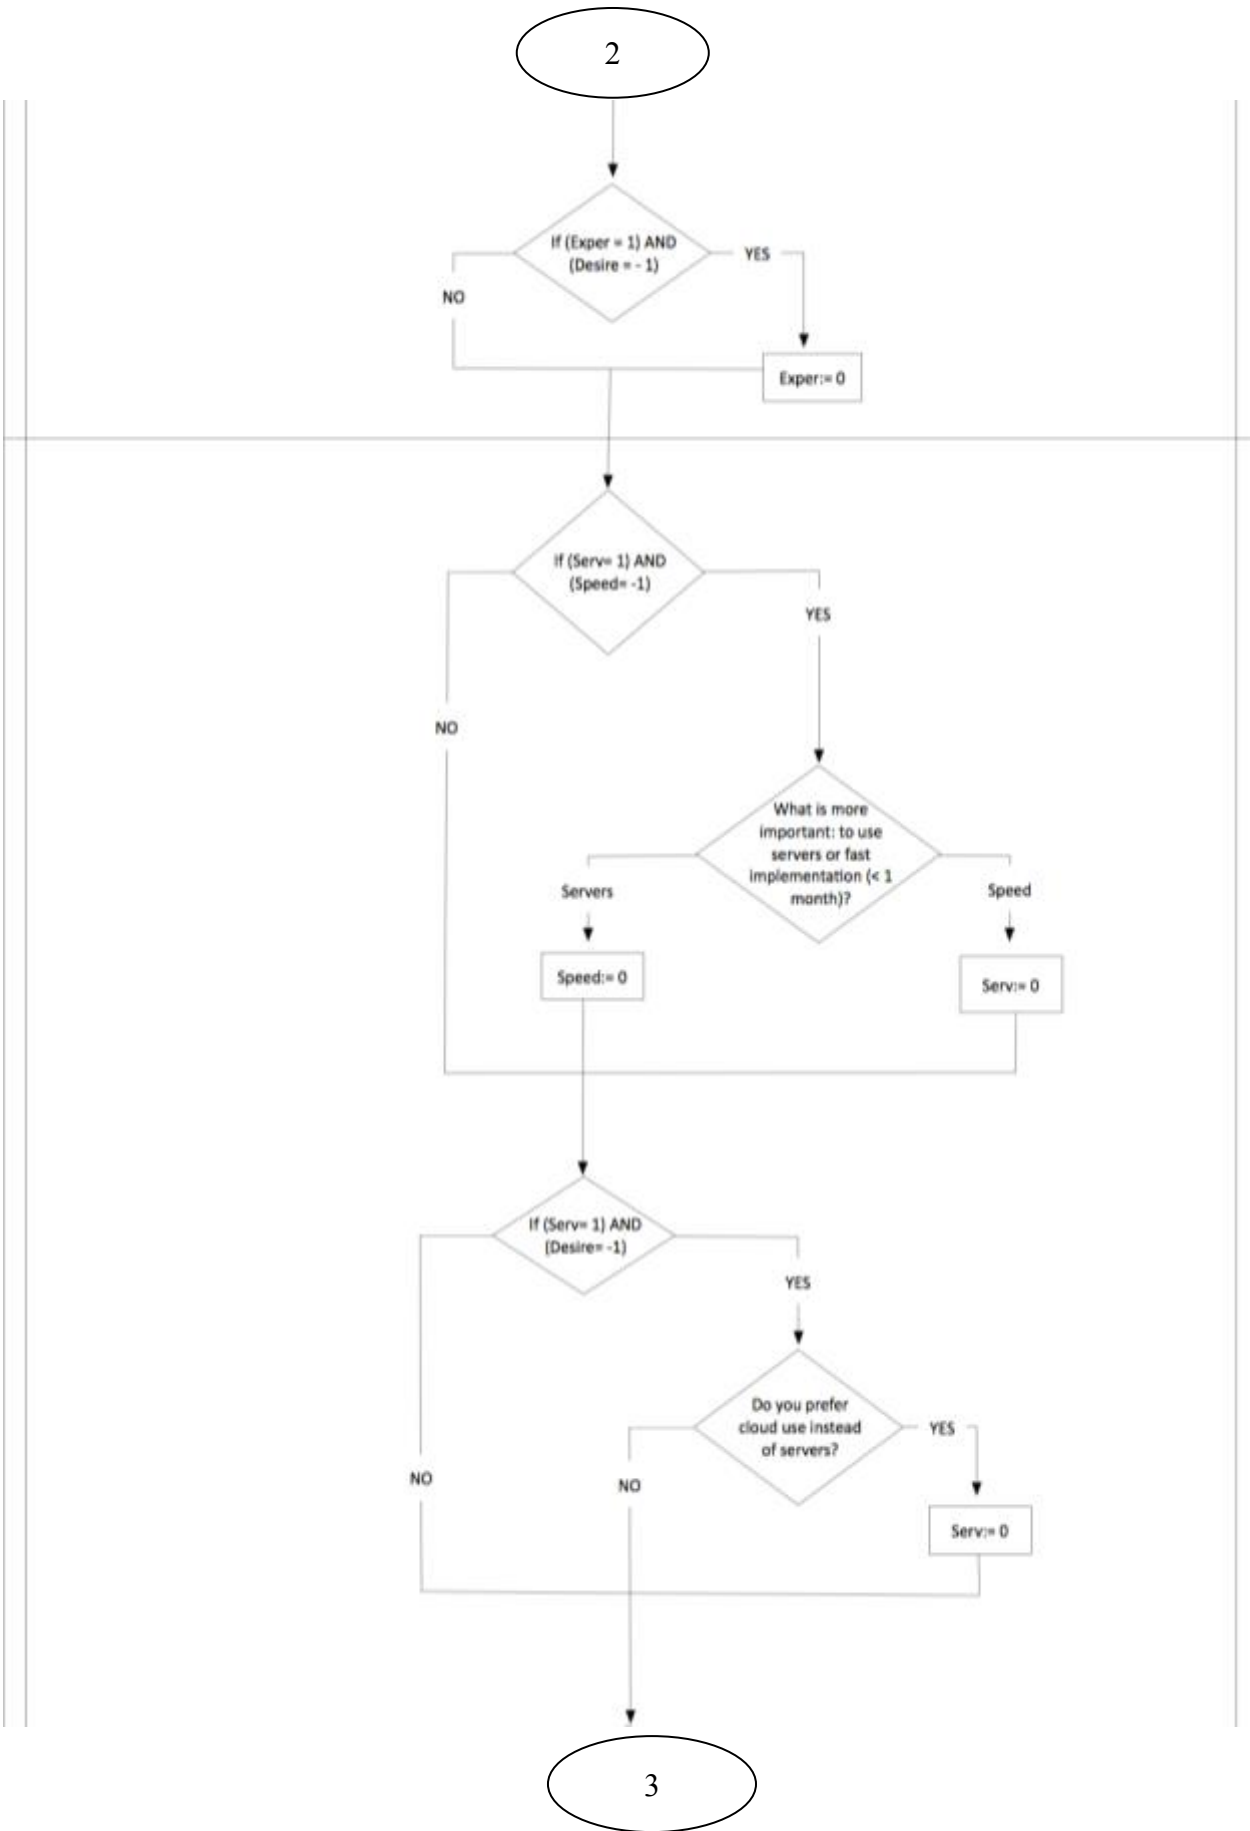 2
If (Exper = 1) AND
(Desire = - 1)
YES
NO
Exper:= 0
If (Serv= 1) AND
(Speed= -1)
YES
NO
What is more
important: to use
servers or fast
implementation (< 1
month)?
Servers
Speed
Speed:= 0
Serv:= 0
If (Serv= 1) AND
(Desire= -1)
YES
Do you prefer
cloud use instead
of servers?
YES
NO
NO
Serv:= 0
3